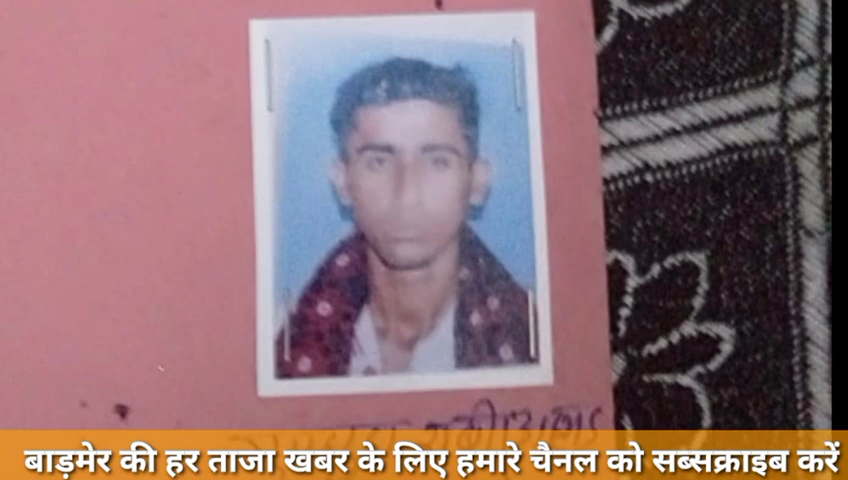 बाड़मेर की हर ताजा खबर के लिए हमारे चैनल को सब्सक्राइब करें